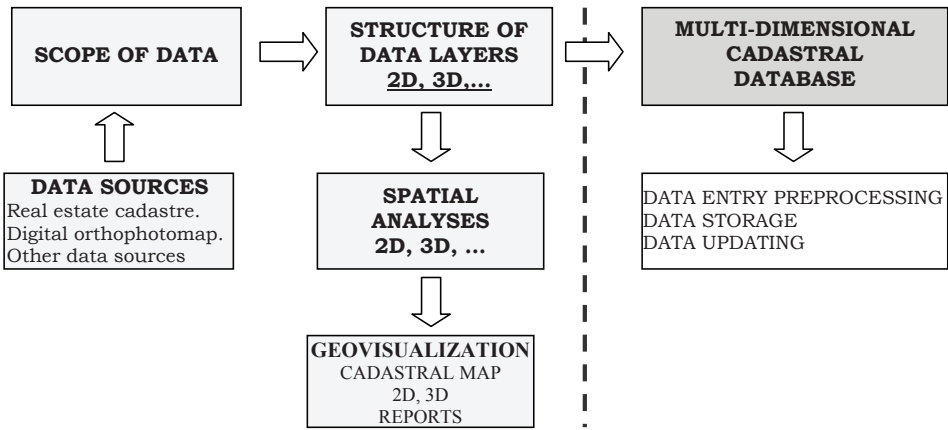 SCOPE OF DATA
STRUCTURE OF
DATA LAYERS
2D, 3D,...
MULTI-DIMENSIONAL
CADASTRAL
DATABASE
DATA SOURCES
Real estate cadastre.
Digital orthophotomap.
Other data sources
SPATIAL
ANALYSES
2D, 3D, ...
DATA ENTRY PREPROCESSING
DATA STORAGE
DATA UPDATING
GEOVISUALIZATION
CADASTRAL MAP
2D, 3D
REPORTS